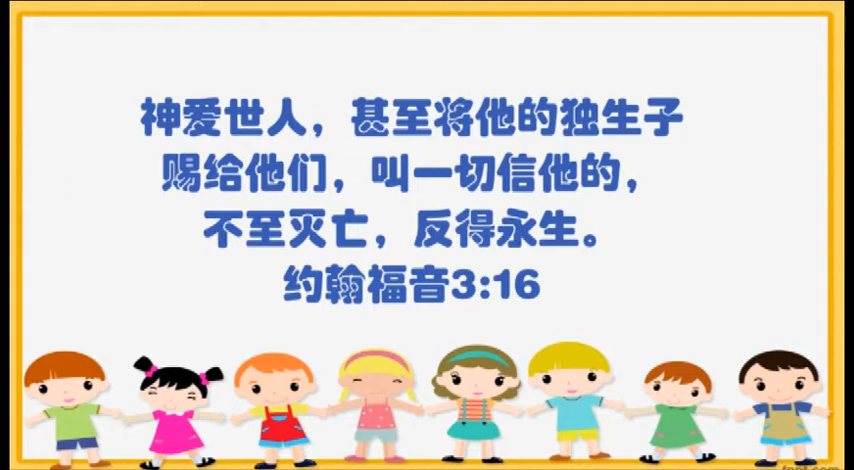 神爱世人，甚至将他的独生子
赐给他们，叫一切信他的，
不至灭亡，反得永生。
约翰福音3:16